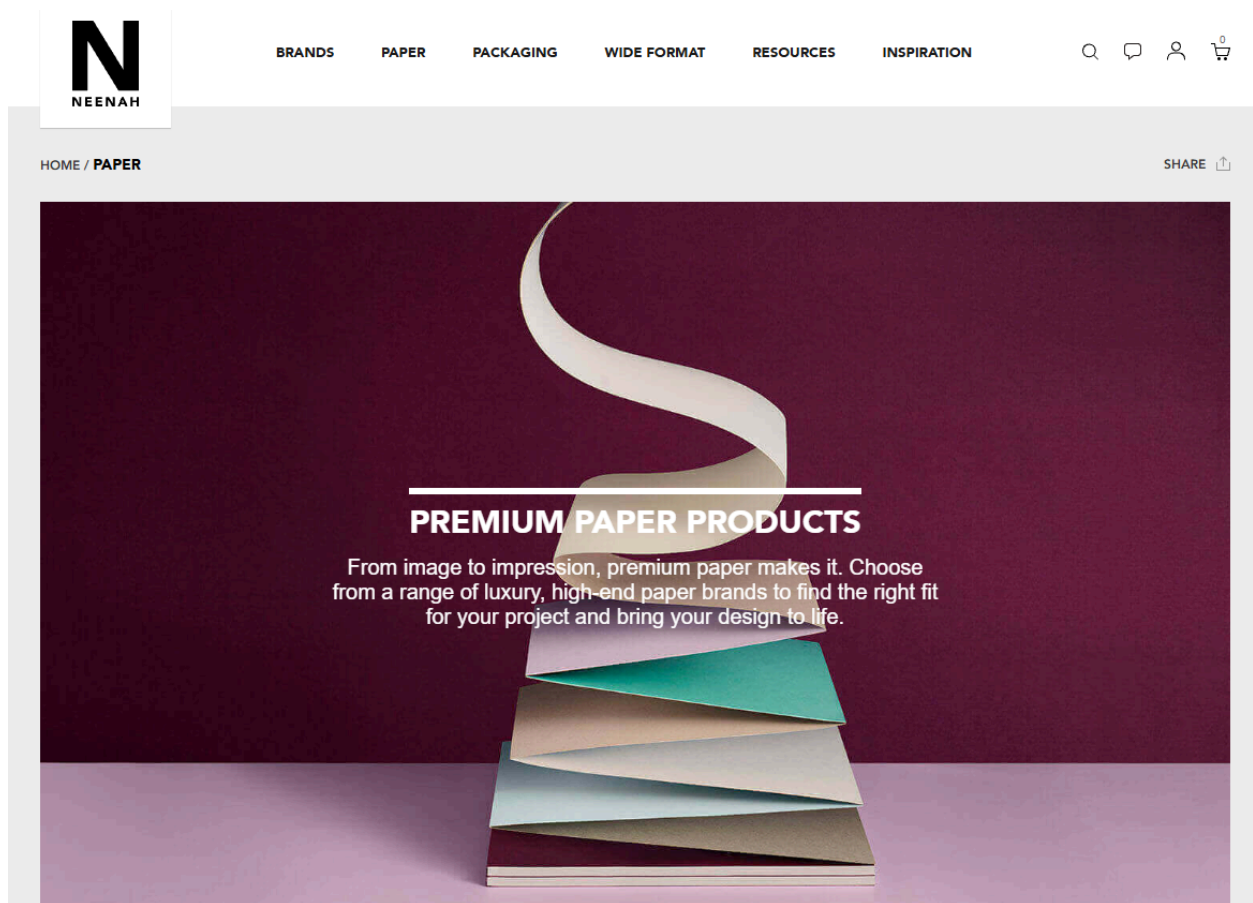 N
NEENAH
BRANDS PAPER PACKAGING WIDE FORMAT RESOURCES INSPIRATION
0
HOME / PAPER
SHARE
PREMIUM PAPER PRODUCTS
From image to impression, premium paper makes it. Choose
from a range of luxury, high-end paper brands to find the right fit
for your project and bring your design to life.